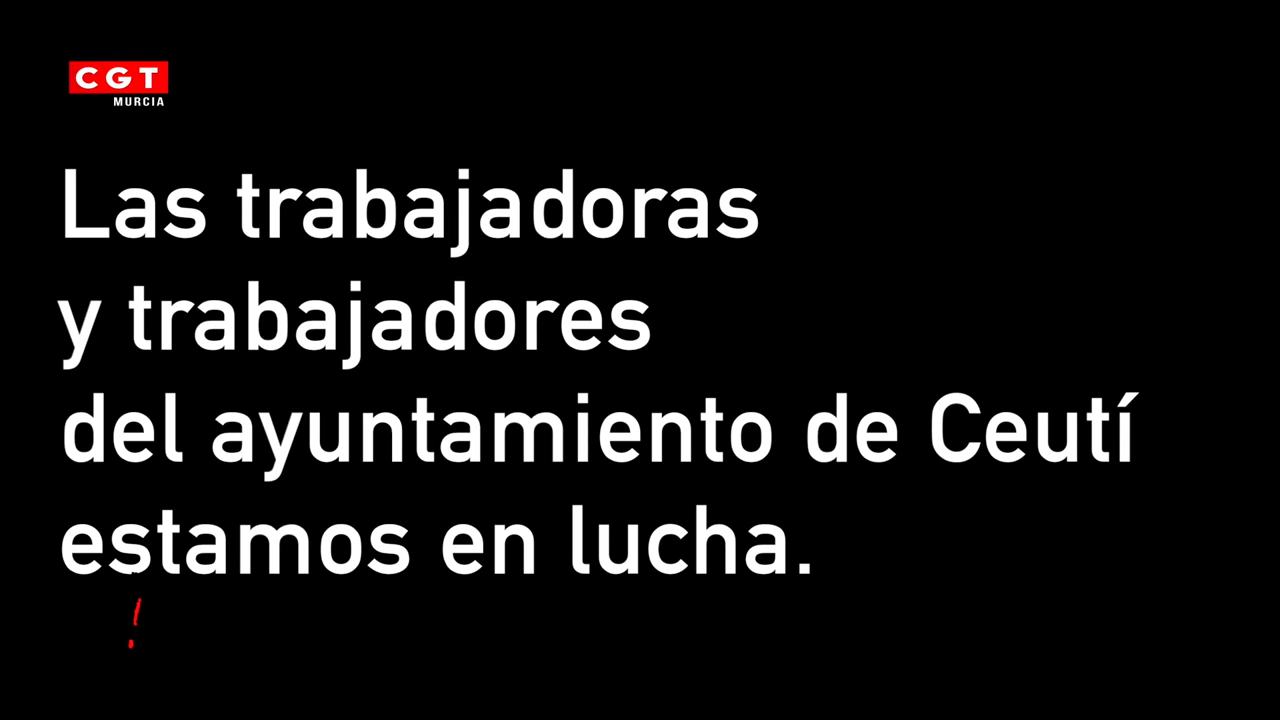 CGT
MURCIA
Las trabajadoras
y trabajadores
del ayuntamiento de Ceutí
estamos en lucha.
!